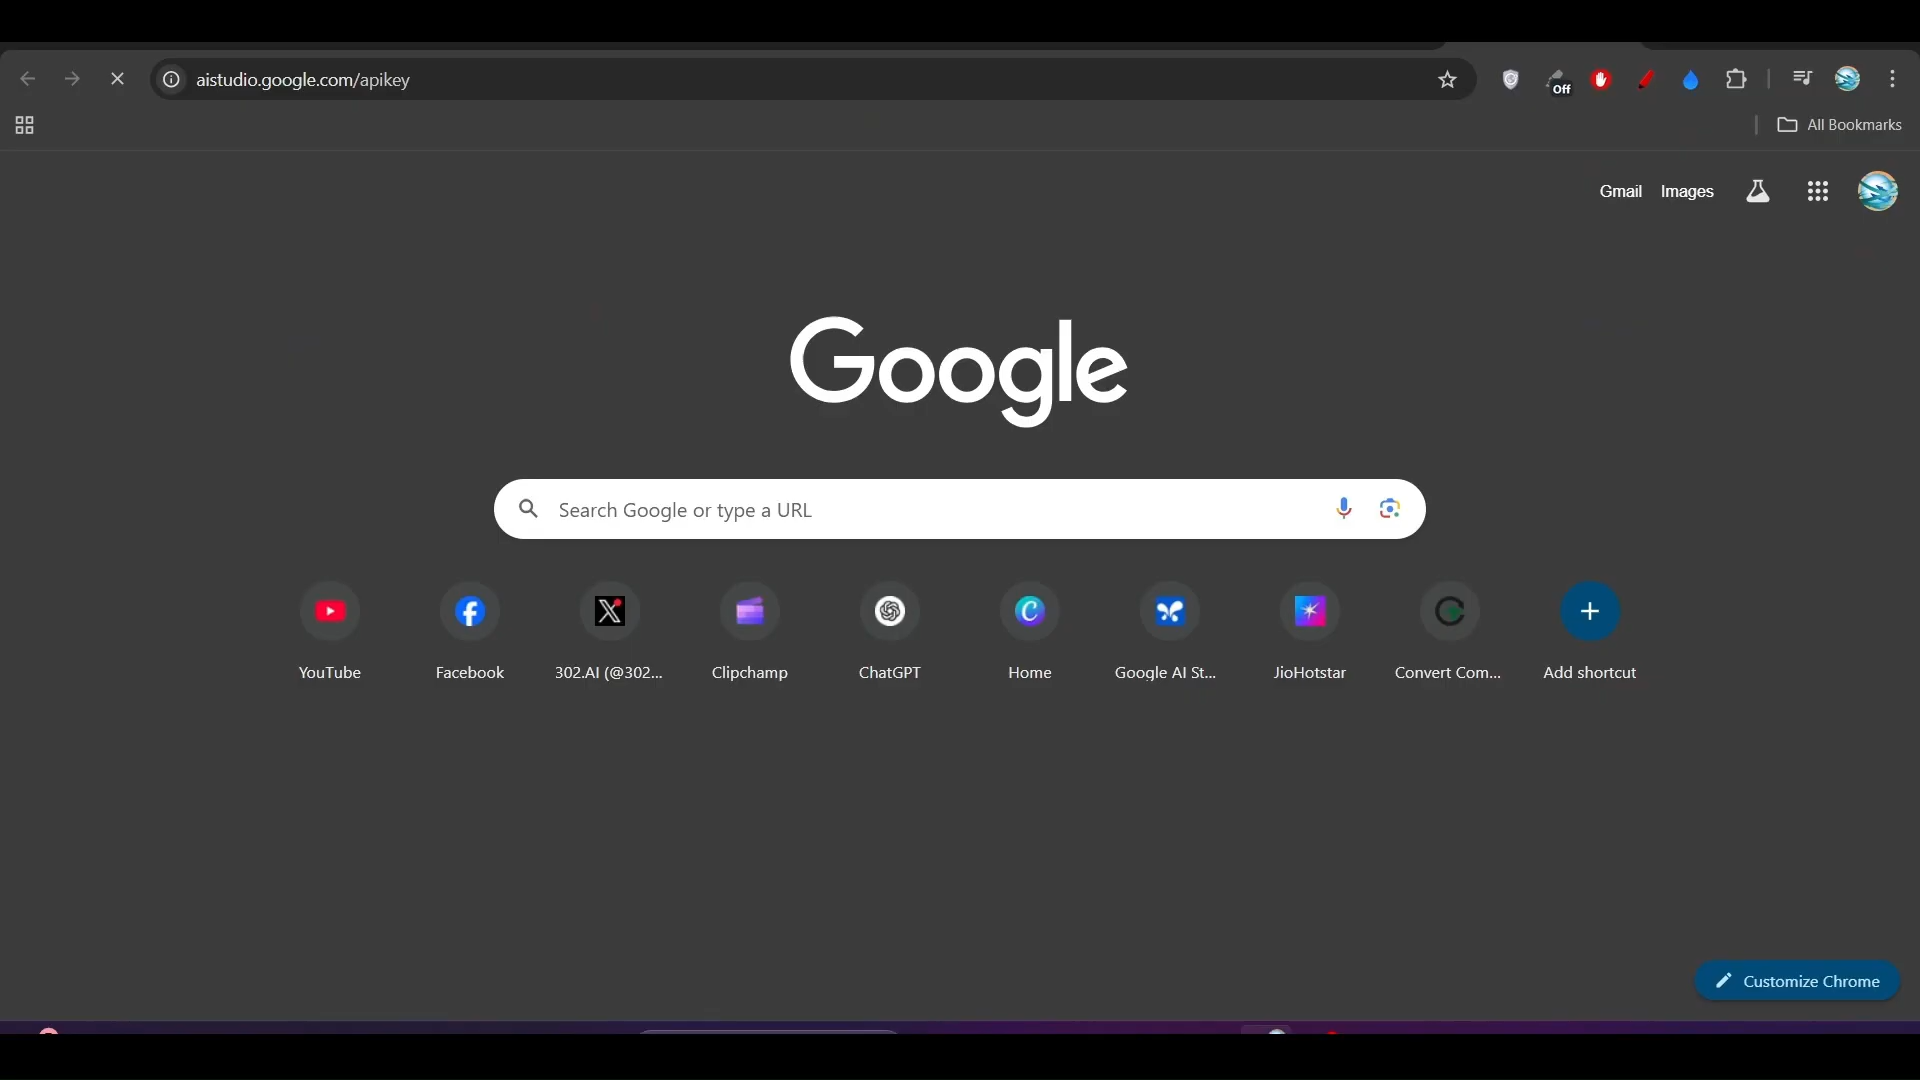 aistudio.google.com/apikey
Off
All Bookmarks
Gmail Images
Google
Search Google or type a URL
YouTube Facebook 302.AI (@302... Clipchamp ChatGPT Home Google AI St... JioHotstar Convert Com... Add shortcut
Customize Chrome